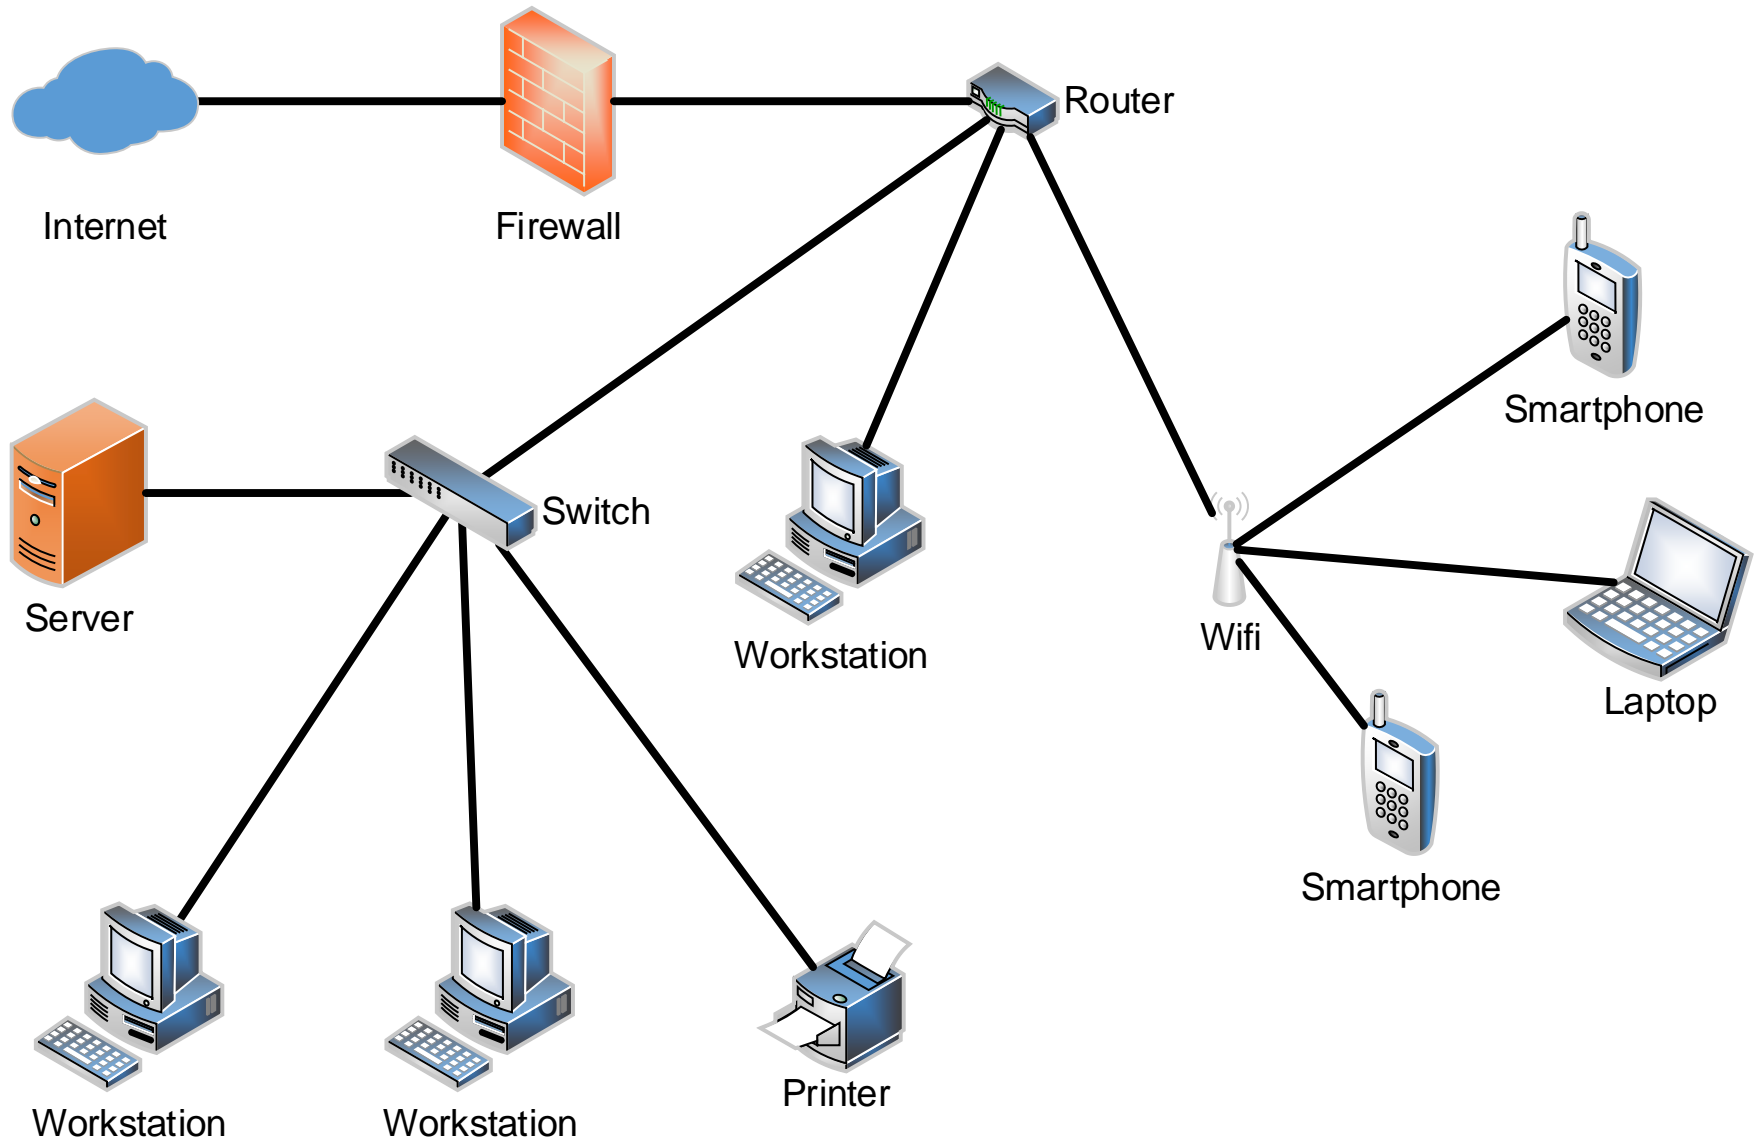 Router
Internet
Firewall
Smartphone
Switch
Server
Wifi
Workstation
Laptop
Smartphone
Printer
Workstation
Workstation